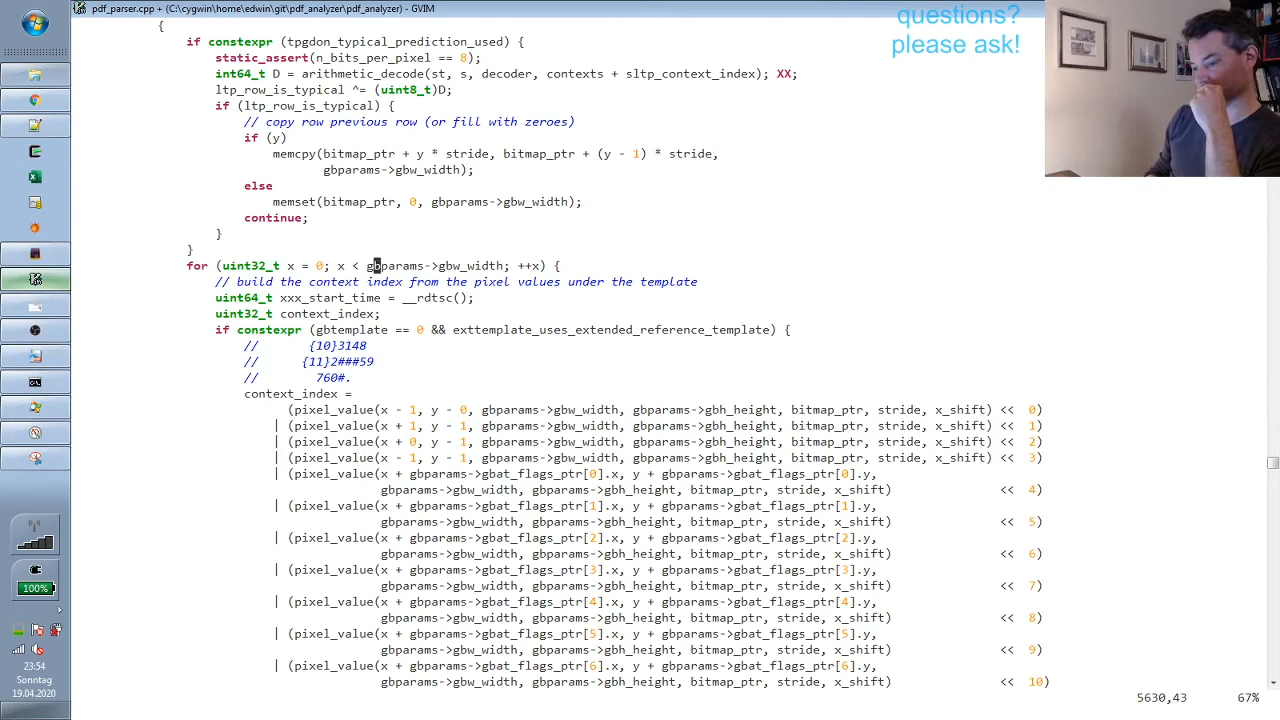 pdf_parser.cpp + (C:\cygwin\home\edwin\git\pdf_analyzer\pdf_analyzer) - GVIM
questions?
please ask!
{
if constexpr (tpgdon_typical_prediction_used) {
static_assert(n_bits_per_pixel == 8);
int64_t D = arithmetic_decode(st, s, decoder, contexts + sltp_context_index); XX;
ltp_row_is_typical ^= (uint8_t)D;
if (ltp_row_is_typical) {
// copy row previous row (or fill with zeroes)
if (y)
memcpy(bitmap_ptr + y * stride, bitmap_ptr + (y - 1) * stride,
gbparams->gbw_width);
else
memset(bitmap_ptr, 0, gbparams->gbw_width);
continue;
}
}
for (uint32_t x = 0; x < gbparams->gbw_width; ++x) {
// build the context index from the pixel values under the template
uint64_t xxx_start_time = __rdtsc();
uint32_t context_index;
if constexpr (gbtemplate == 0 && exttemplate_uses_extended_reference_template) {
// {10}3148
// {11}2###59
// 760#.
context_index =
(pixel_value(x - 1, y - 0, gbparams->gbw_width, gbparams->gbh_height, bitmap_ptr, stride, x_shift) << 0)
| (pixel_value(x + 1, y - 1, gbparams->gbw_width, gbparams->gbh_height, bitmap_ptr, stride, x_shift) << 1)
| (pixel_value(x + 0, y - 1, gbparams->gbw_width, gbparams->gbh_height, bitmap_ptr, stride, x_shift) << 2)
| (pixel_value(x - 1, y - 1, gbparams->gbw_width, gbparams->gbh_height, bitmap_ptr, stride, x_shift) << 3)
| (pixel_value(x + gbparams->gbat_flags_ptr[0].x, y + gbparams->gbat_flags_ptr[0].y,
gbparams->gbw_width, gbparams->gbh_height, bitmap_ptr, stride, x_shift) << 4)
| (pixel_value(x + gbparams->gbat_flags_ptr[1].x, y + gbparams->gbat_flags_ptr[1].y,
gbparams->gbw_width, gbparams->gbh_height, bitmap_ptr, stride, x_shift) << 5)
| (pixel_value(x + gbparams->gbat_flags_ptr[2].x, y + gbparams->gbat_flags_ptr[2].y,
gbparams->gbw_width, gbparams->gbh_height, bitmap_ptr, stride, x_shift) << 6)
| (pixel_value(x + gbparams->gbat_flags_ptr[3].x, y + gbparams->gbat_flags_ptr[3].y,
gbparams->gbw_width, gbparams->gbh_height, bitmap_ptr, stride, x_shift) << 7)
| (pixel_value(x + gbparams->gbat_flags_ptr[4].x, y + gbparams->gbat_flags_ptr[4].y,
gbparams->gbw_width, gbparams->gbh_height, bitmap_ptr, stride, x_shift) << 8)
| (pixel_value(x + gbparams->gbat_flags_ptr[5].x, y + gbparams->gbat_flags_ptr[5].y,
gbparams->gbw_width, gbparams->gbh_height, bitmap_ptr, stride, x_shift) << 9)
| (pixel_value(x + gbparams->gbat_flags_ptr[6].x, y + gbparams->gbat_flags_ptr[6].y,
gbparams->gbw_width, gbparams->gbh_height, bitmap_ptr, stride, x_shift) << 10)
5630,43 67%
100%
23:54
Sonntag
19.04.2020